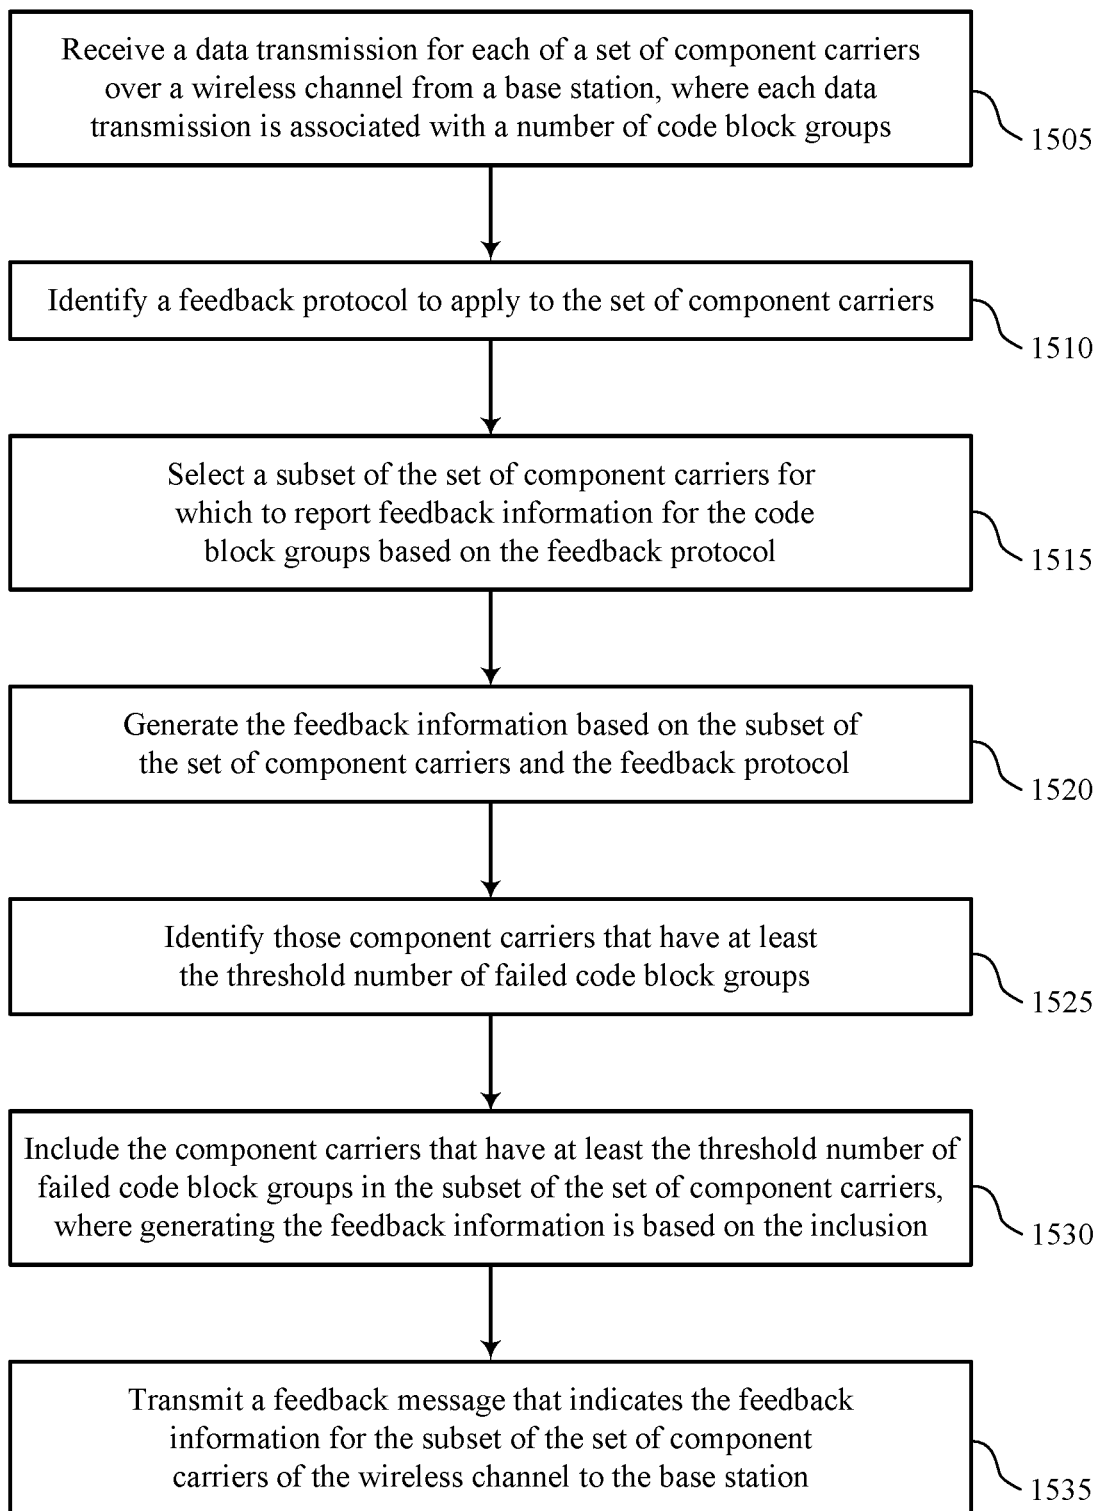 Receive a data transmission for each of a set of component carriers
over a wireless channel from a base station, where each data
transmission is associated with a number of code block groups
1505
Identify a feedback protocol to apply to the set of component carriers
1510
Select a subset of the set of component carriers for
which to report feedback information for the code
block groups based on the feedback protocol
1515
Generate the feedback information based on the subset of
the set of component carriers and the feedback protocol
1520
Identify those component carriers that have at least
the threshold number of failed code block groups
1525
Include the component carriers that have at least the threshold number of
failed code block groups in the subset of the set of component carriers,
where generating the feedback information is based on the inclusion
1530
Transmit a feedback message that indicates the feedback
information for the subset of the set of component
carriers of the wireless channel to the base station
1535